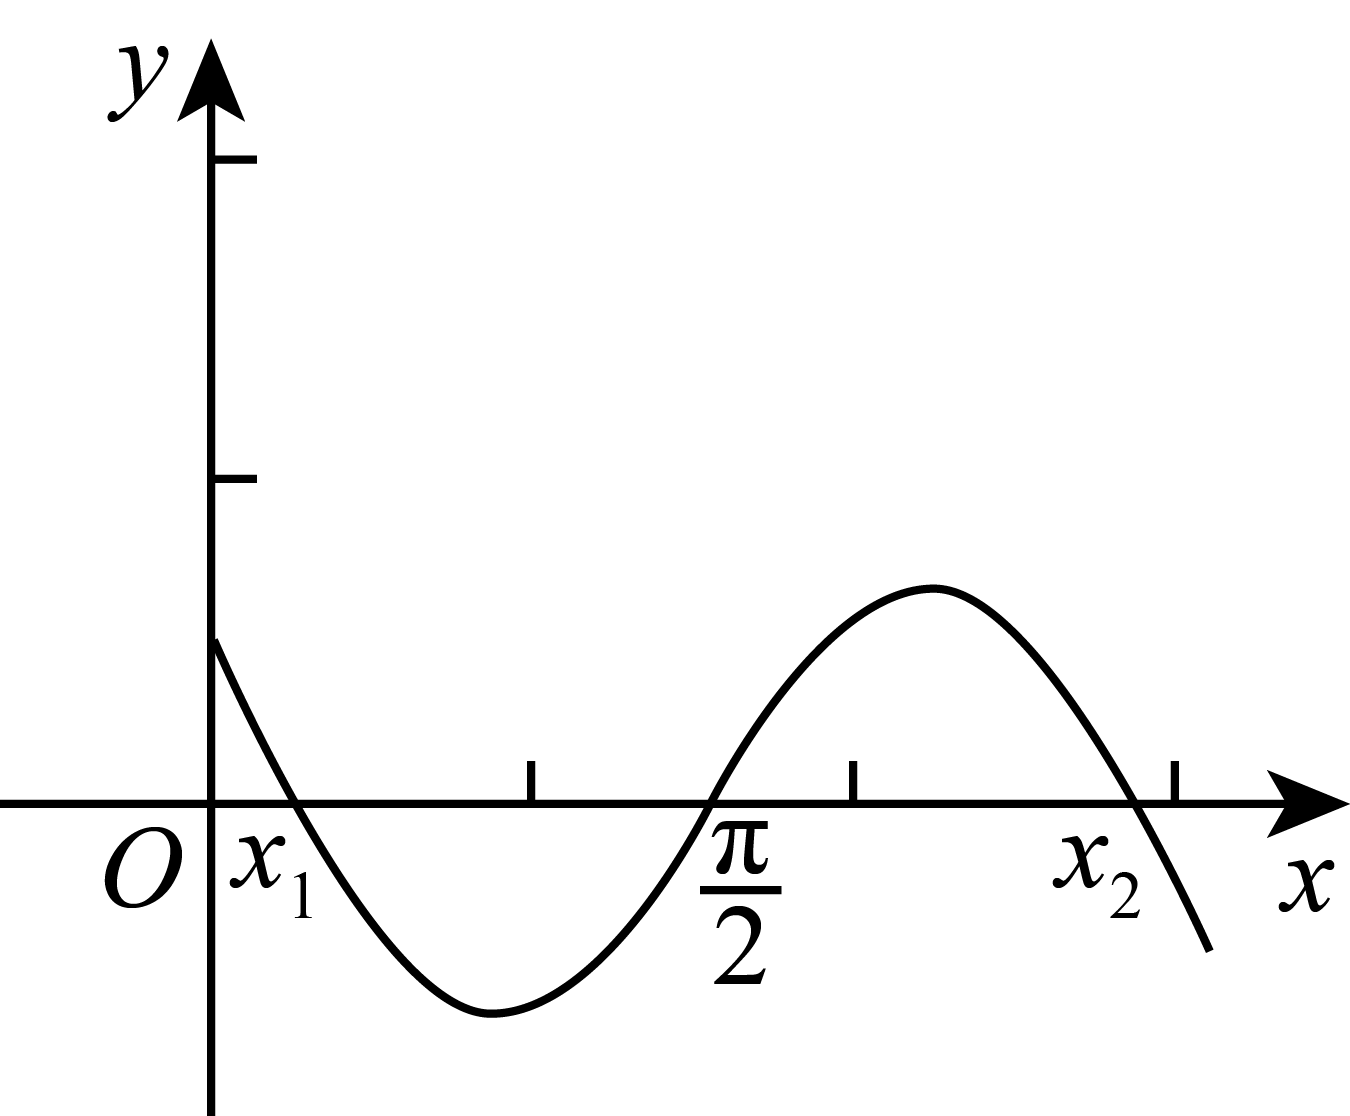 y
O
x₁
π/2
x₂
x